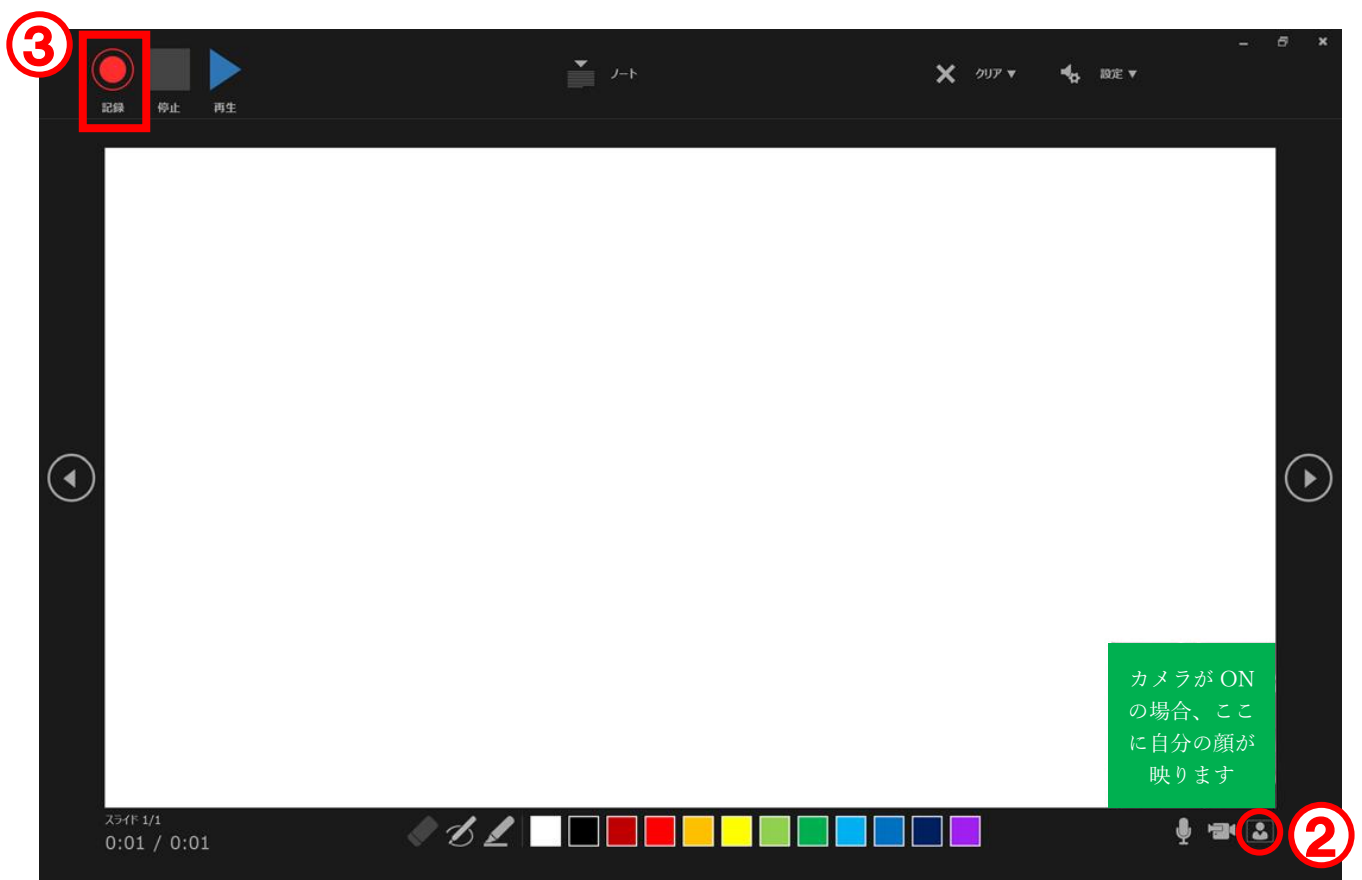 ③
記録
停止
再生
ノート
クリア ▼
設定 ▼
カメラが ON
の場合、ここ
に自分の顔が
映ります
スライド 1/1
0:01 / 0:01
②